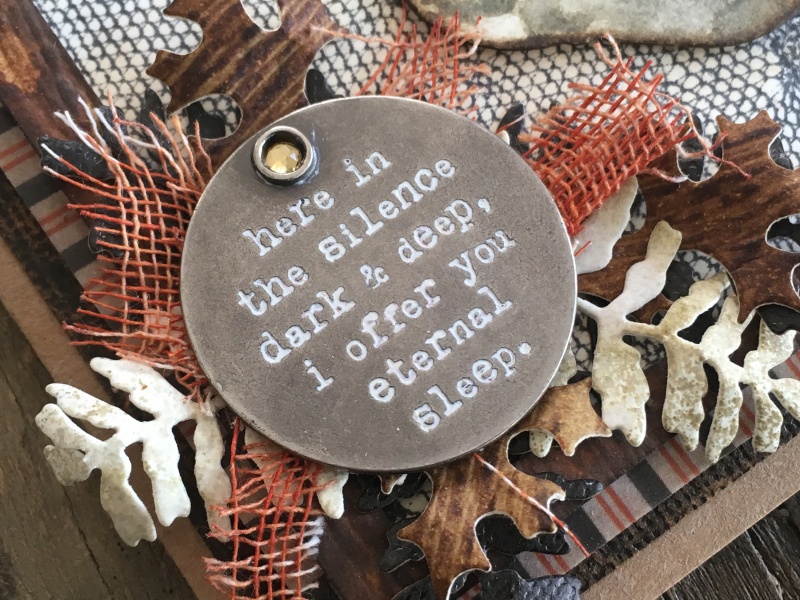 here in
the silence
dark & deep,
i offer you
eternal
sleep.